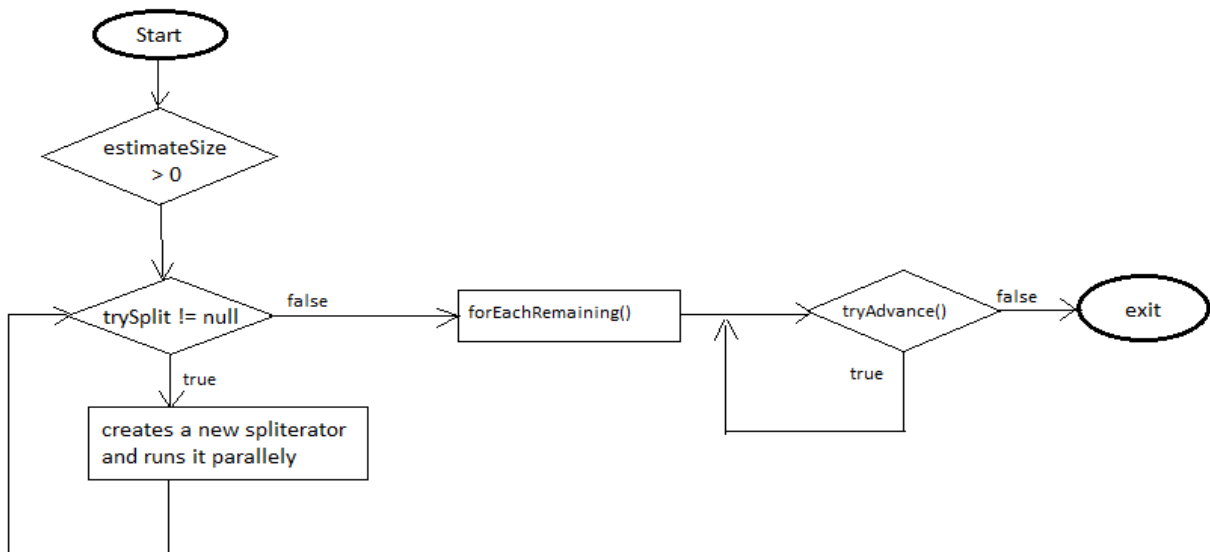 Start
estimateSize
> 0
trySplit != null
false
forEachRemaining()
tryAdvance()
false
exit
true
true
creates a new spliterator
and runs it parallely